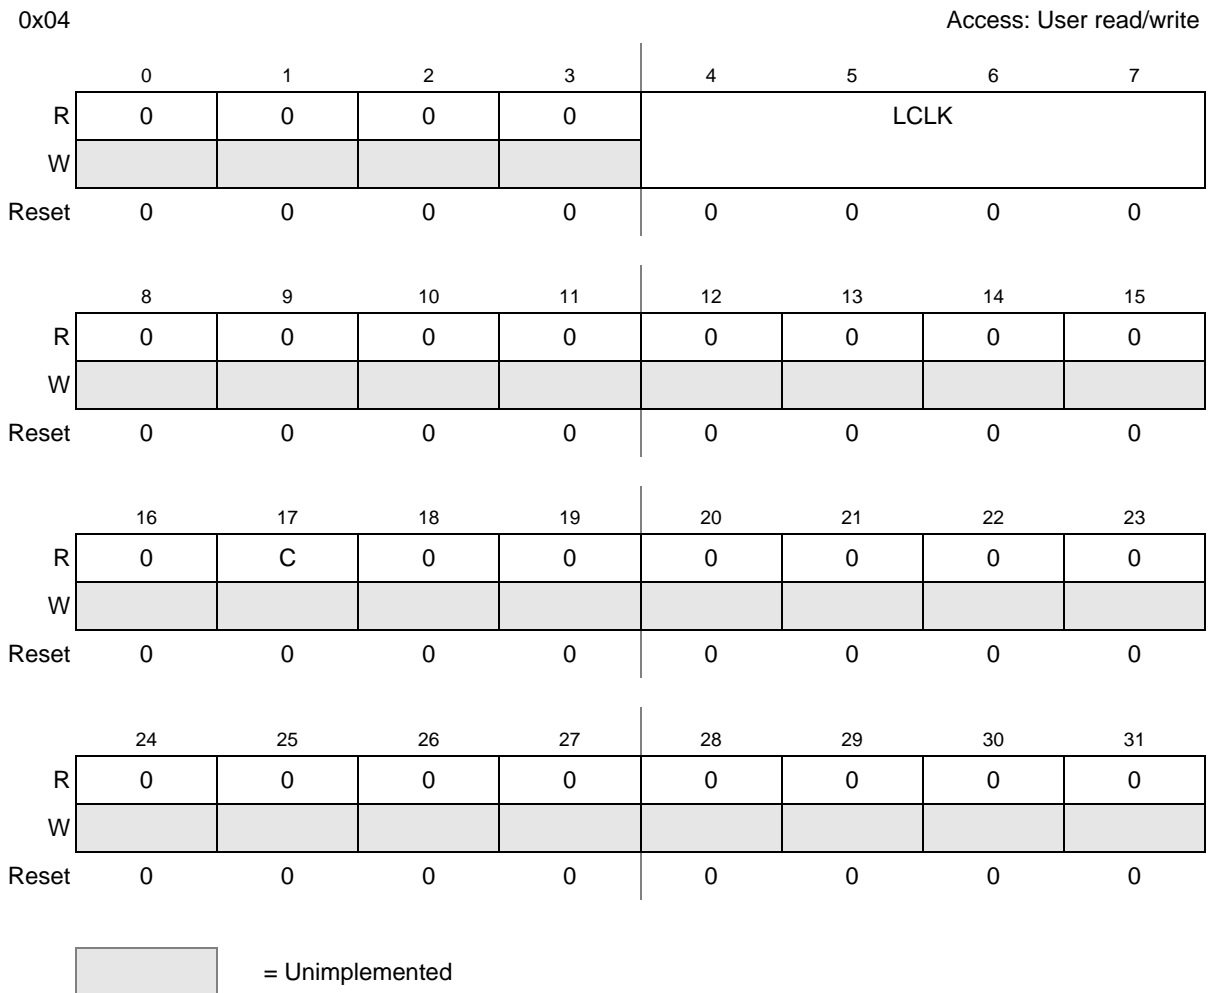 0x04 Access: User read/write
0 1 2 3 4 5 6 7
R 0 0 0 0 LCLK
W
Reset 0 0 0 0 0 0 0 0
8 9 10 11 12 13 14 15
R 0 0 0 0 0 0 0 0
W
Reset 0 0 0 0 0 0 0 0
16 17 18 19 20 21 22 23
R 0 C 0 0 0 0 0 0
W
Reset 0 0 0 0 0 0 0 0
24 25 26 27 28 29 30 31
R 0 0 0 0 0 0 0 0
W
Reset 0 0 0 0 0 0 0 0
= Unimplemented